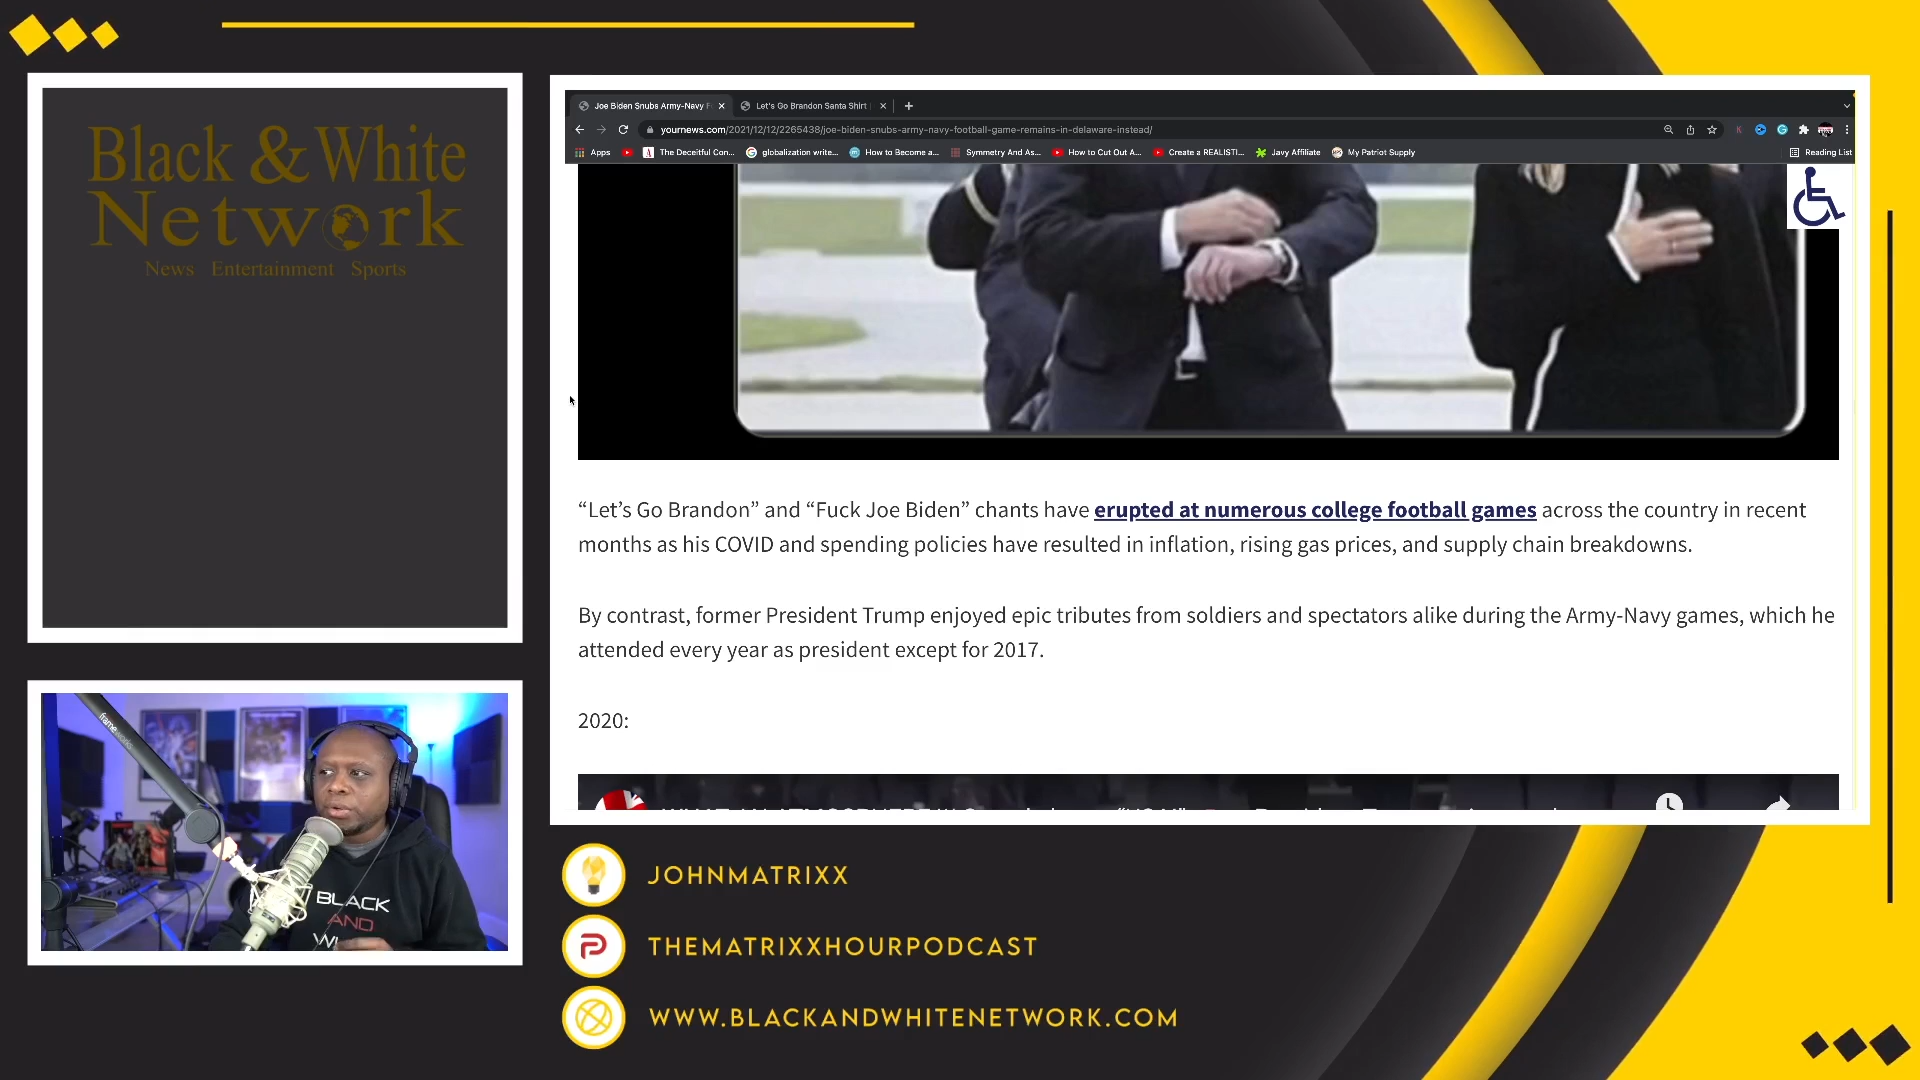 Black & White
Network
News Entertainment Sports
Joe Biden Snubs Army-Navy F
Let's Go Brandon Santa Shirt
yournews.com/2021/12/12/2265438/joe-biden-snubs-army-navy-football-game-remains-in-delaware-instead/
Apps
The Deceitful Con...
globalization write...
How to Become a...
Symmetry And As...
How to Cut Out A...
Create a REALISTI...
Javy Affiliate
My Patriot Supply
Reading List
“Let’s Go Brandon” and “Fuck Joe Biden” chants have erupted at numerous college football games across the country in recent
months as his COVID and spending policies have resulted in inflation, rising gas prices, and supply chain breakdowns.
By contrast, former President Trump enjoyed epic tributes from soldiers and spectators alike during the Army-Navy games, which he
attended every year as president except for 2017.
2020:
frameworks
BLACK
AND
JOHNMATRIXX
THEMATRIXXHOURPODCAST
WWW.BLACKANDWHITENETWORK.COM